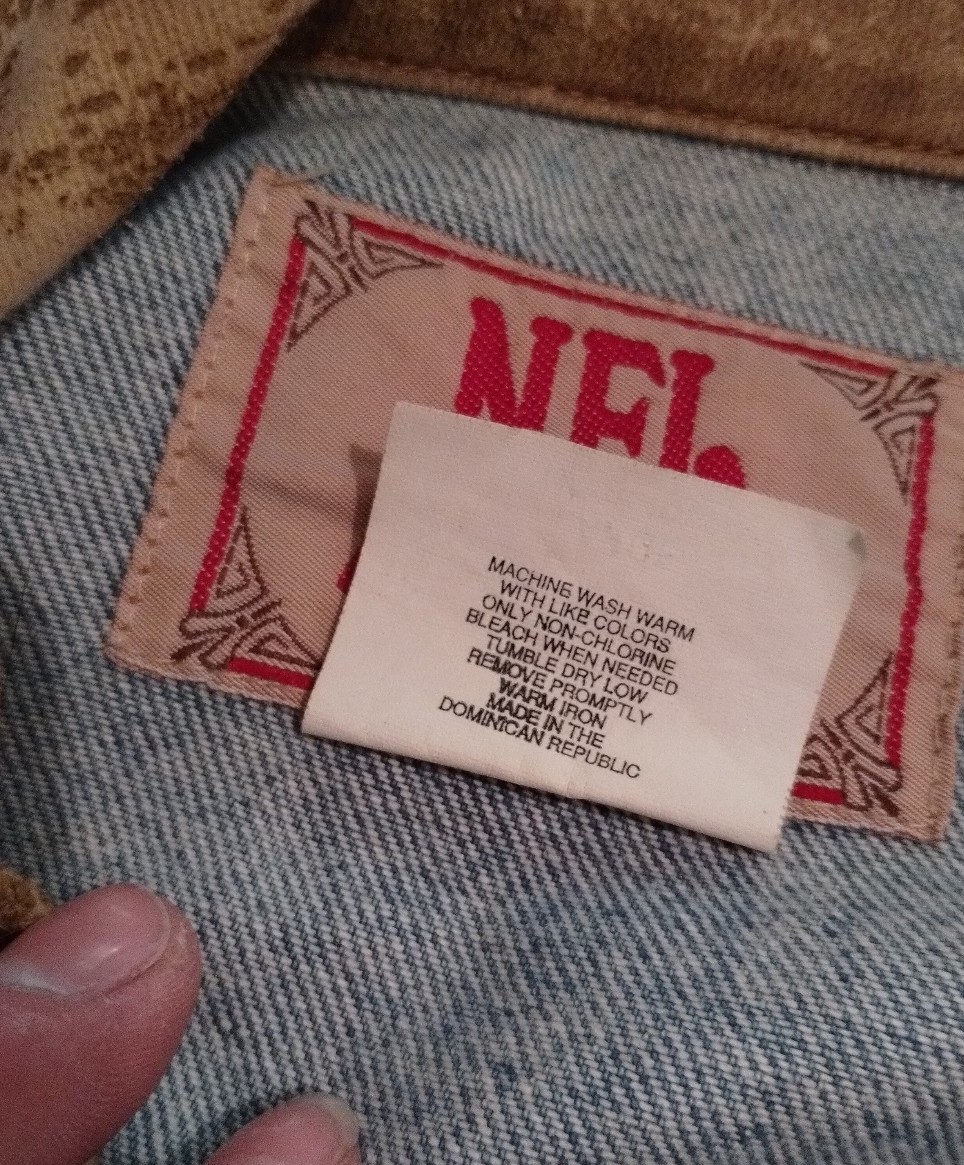 NFL
MACHINE WASH WARM
WITH LIKE COLORS
ONLY NON-CHLORINE
BLEACH WHEN NEEDED
TUMBLE DRY LOW
REMOVE PROMPTLY
WARM IRON
MADE IN THE
DOMINICAN REPUBLIC